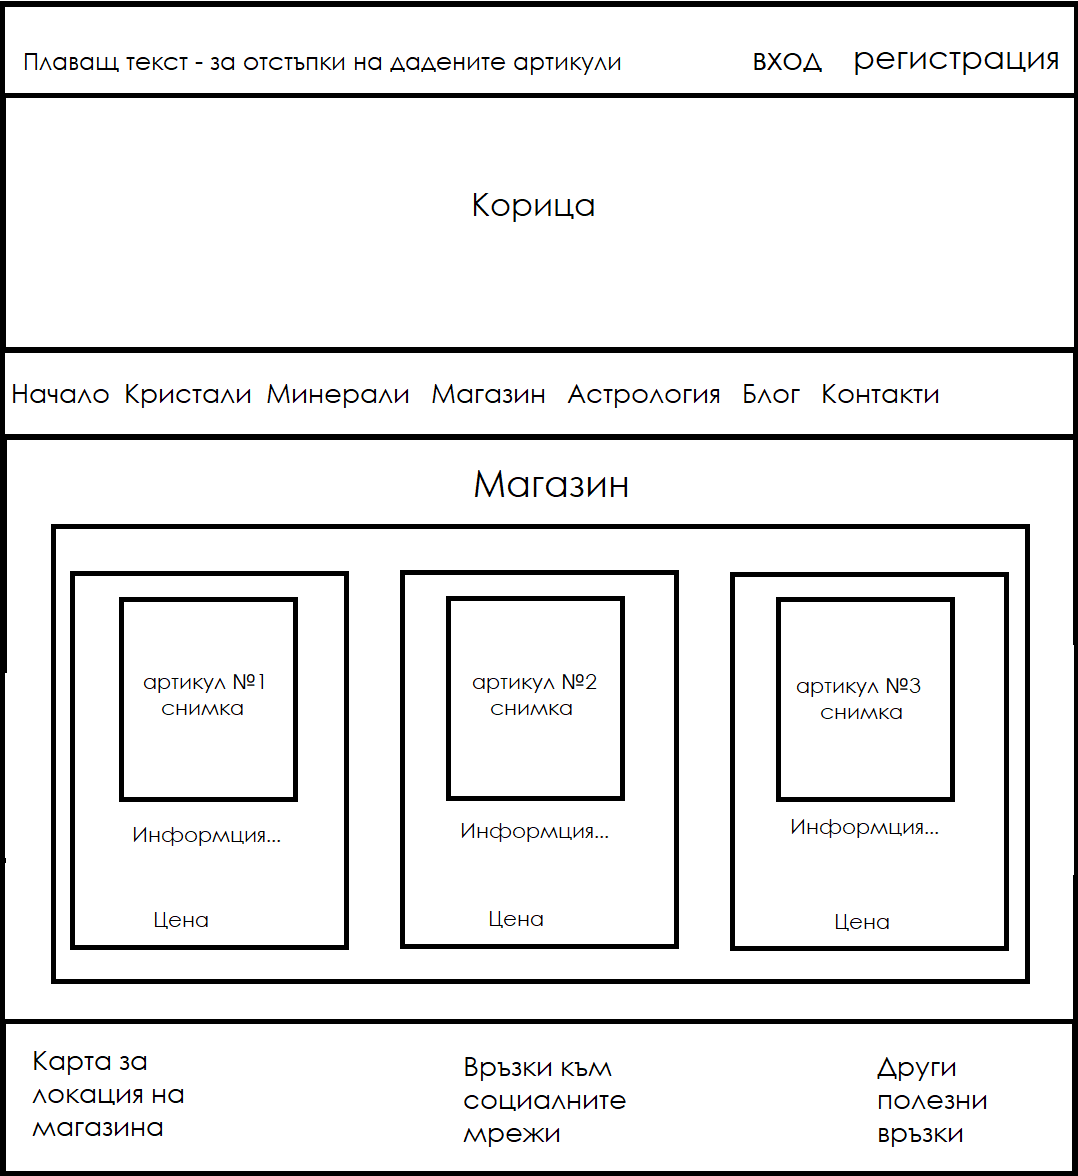 Плаващ текст - за отстъпки на дадените артикули
вход регистрация
Корица
Начало Кристали Минерали Магазин Астрология Блог Контакти
Магазин
артикул №1
снимка
Информция...
Цена
артикул №2
снимка
Информция...
Цена
артикул №3
снимка
Информция...
Цена
Карта за
локация на
магазина
Връзки към
социалните
мрежи
Други
полезни
връзки